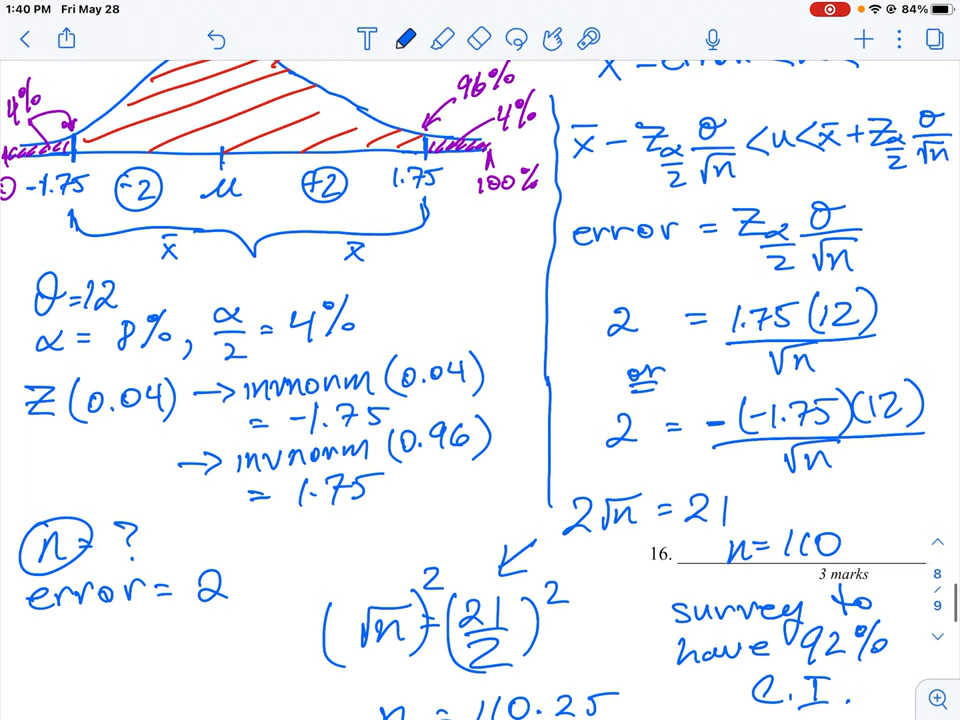 1:40 PM Fri May 28
84%
4%
96%
4%
-1.75 -2 μ +2 1.75
100%
x̄ x̄
θ=12
α = 8%, α/2 = 4%
Z(0.04) → invnorm(0.04)
= -1.75
→ invnorm(0.96)
= 1.75
n = ?
error = 2
x̄ - Zα/2 θ/√n < u < x̄ + Zα/2 θ/√n
error = Zα/2 θ/√n
2 = 1.75(12)/√n
or
2 = -(-1.75)(12)/√n
2√n = 21
(√n)² = (21/2)²
n = 110.25
16. n = 110
3 marks
survey to
have 92%
C.I.
8
/
9